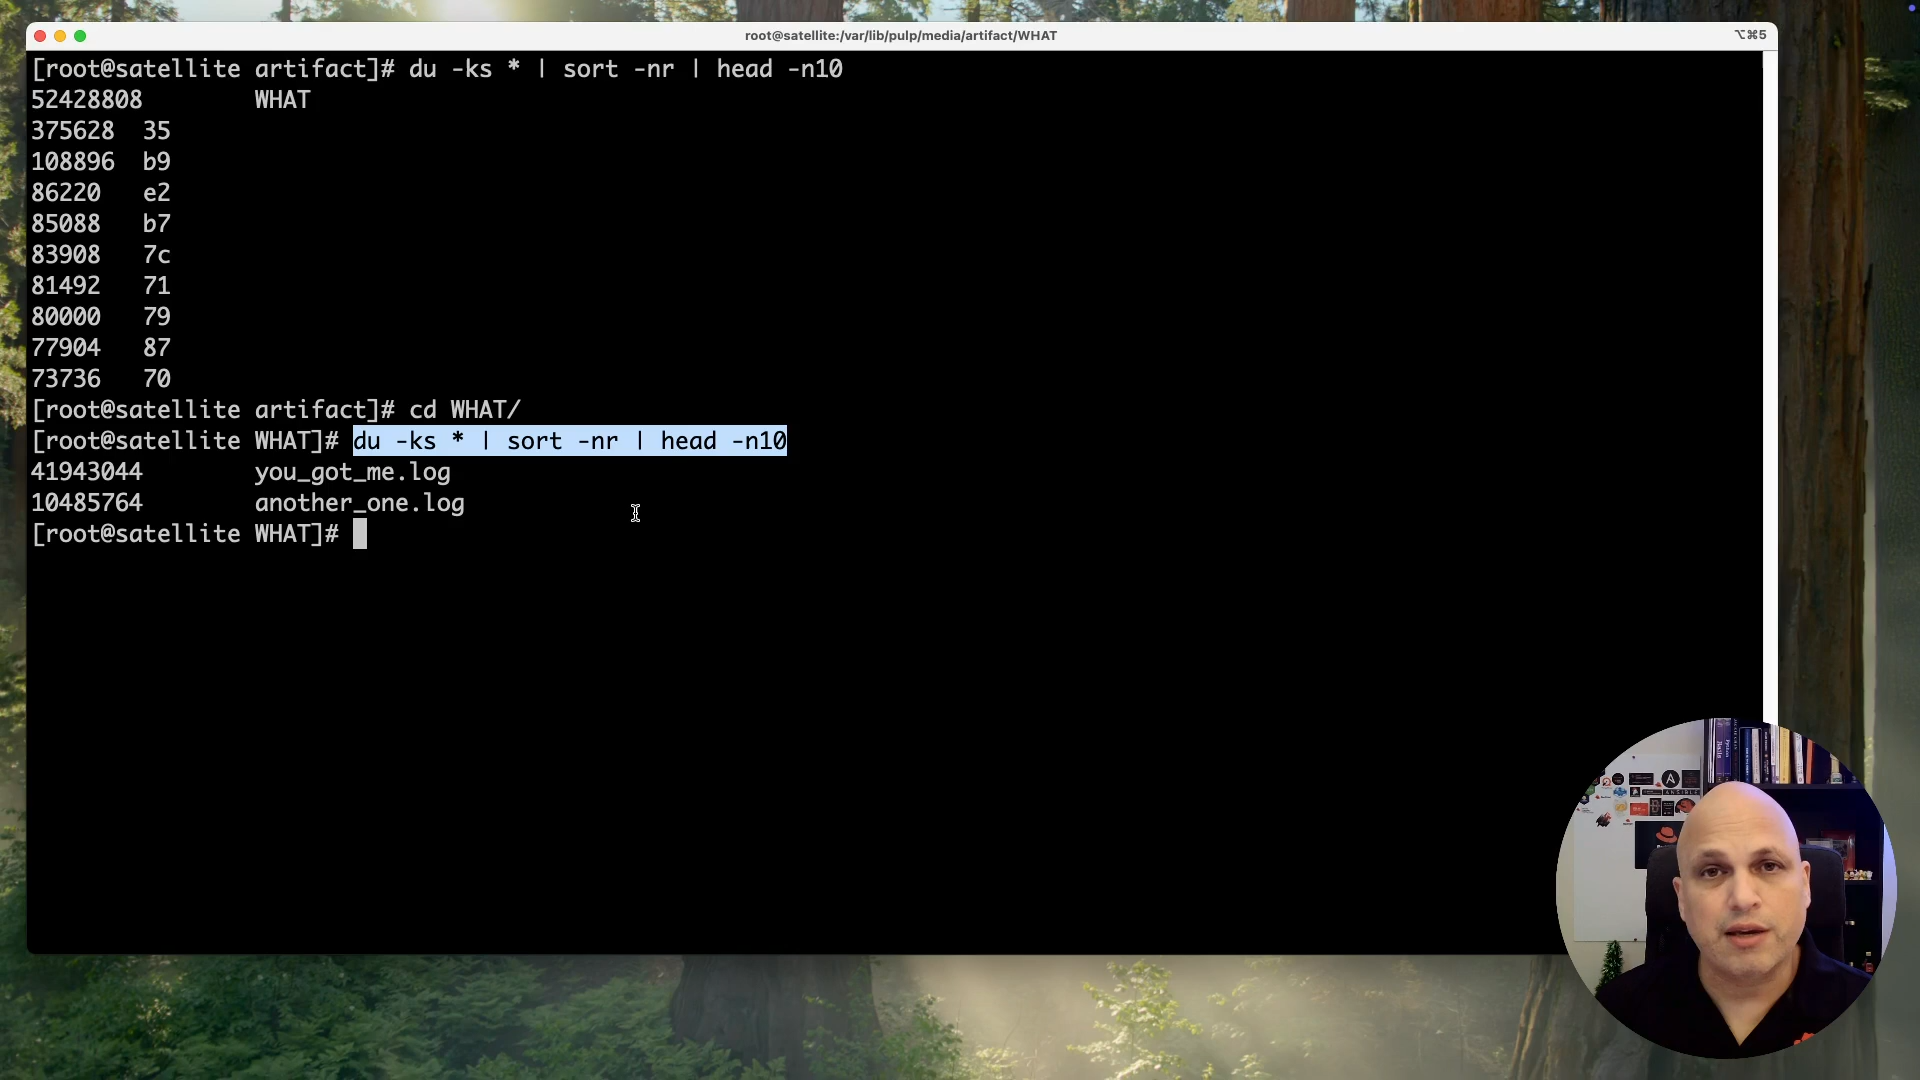 root@satellite:/var/lib/pulp/media/artifact/WHAT
⌥⌘5
[root@satellite artifact]# du -ks * | sort -nr | head -n10
52428808        WHAT
375628  35
108896  b9
86220   e2
85088   b7
83908   7c
81492   71
80000   79
77904   87
73736   70
[root@satellite artifact]# cd WHAT/
[root@satellite WHAT]# du -ks * | sort -nr | head -n10
41943044        you_got_me.log
10485764        another_one.log
[root@satellite WHAT]#
A
ANSIBLE